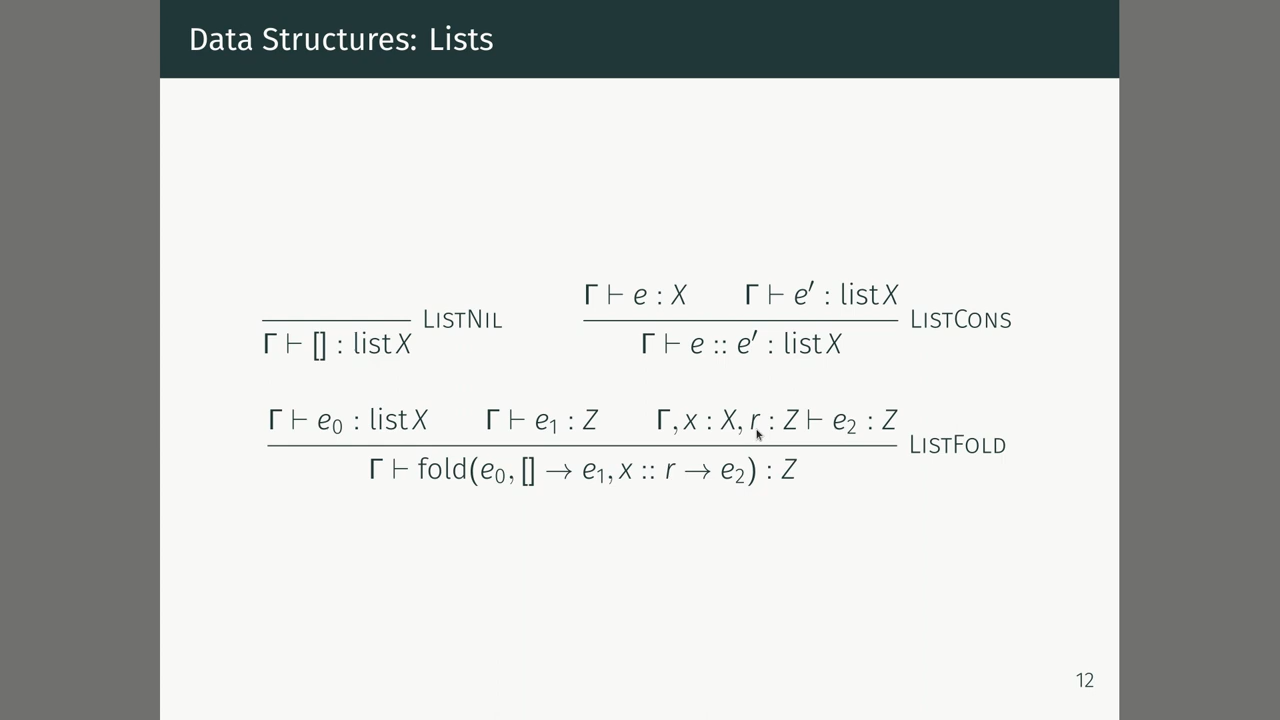 Data Structures: Lists
Γ ⊢ [] : list X LISTNIL
Γ ⊢ e : X Γ ⊢ e′ : list X
Γ ⊢ e :: e′ : list X LISTCONS
Γ ⊢ e₀ : list X Γ ⊢ e₁ : Z Γ, x : X, r : Z ⊢ e₂ : Z
Γ ⊢ fold(e₀, [] → e₁, x :: r → e₂) : Z LISTFOLD
12